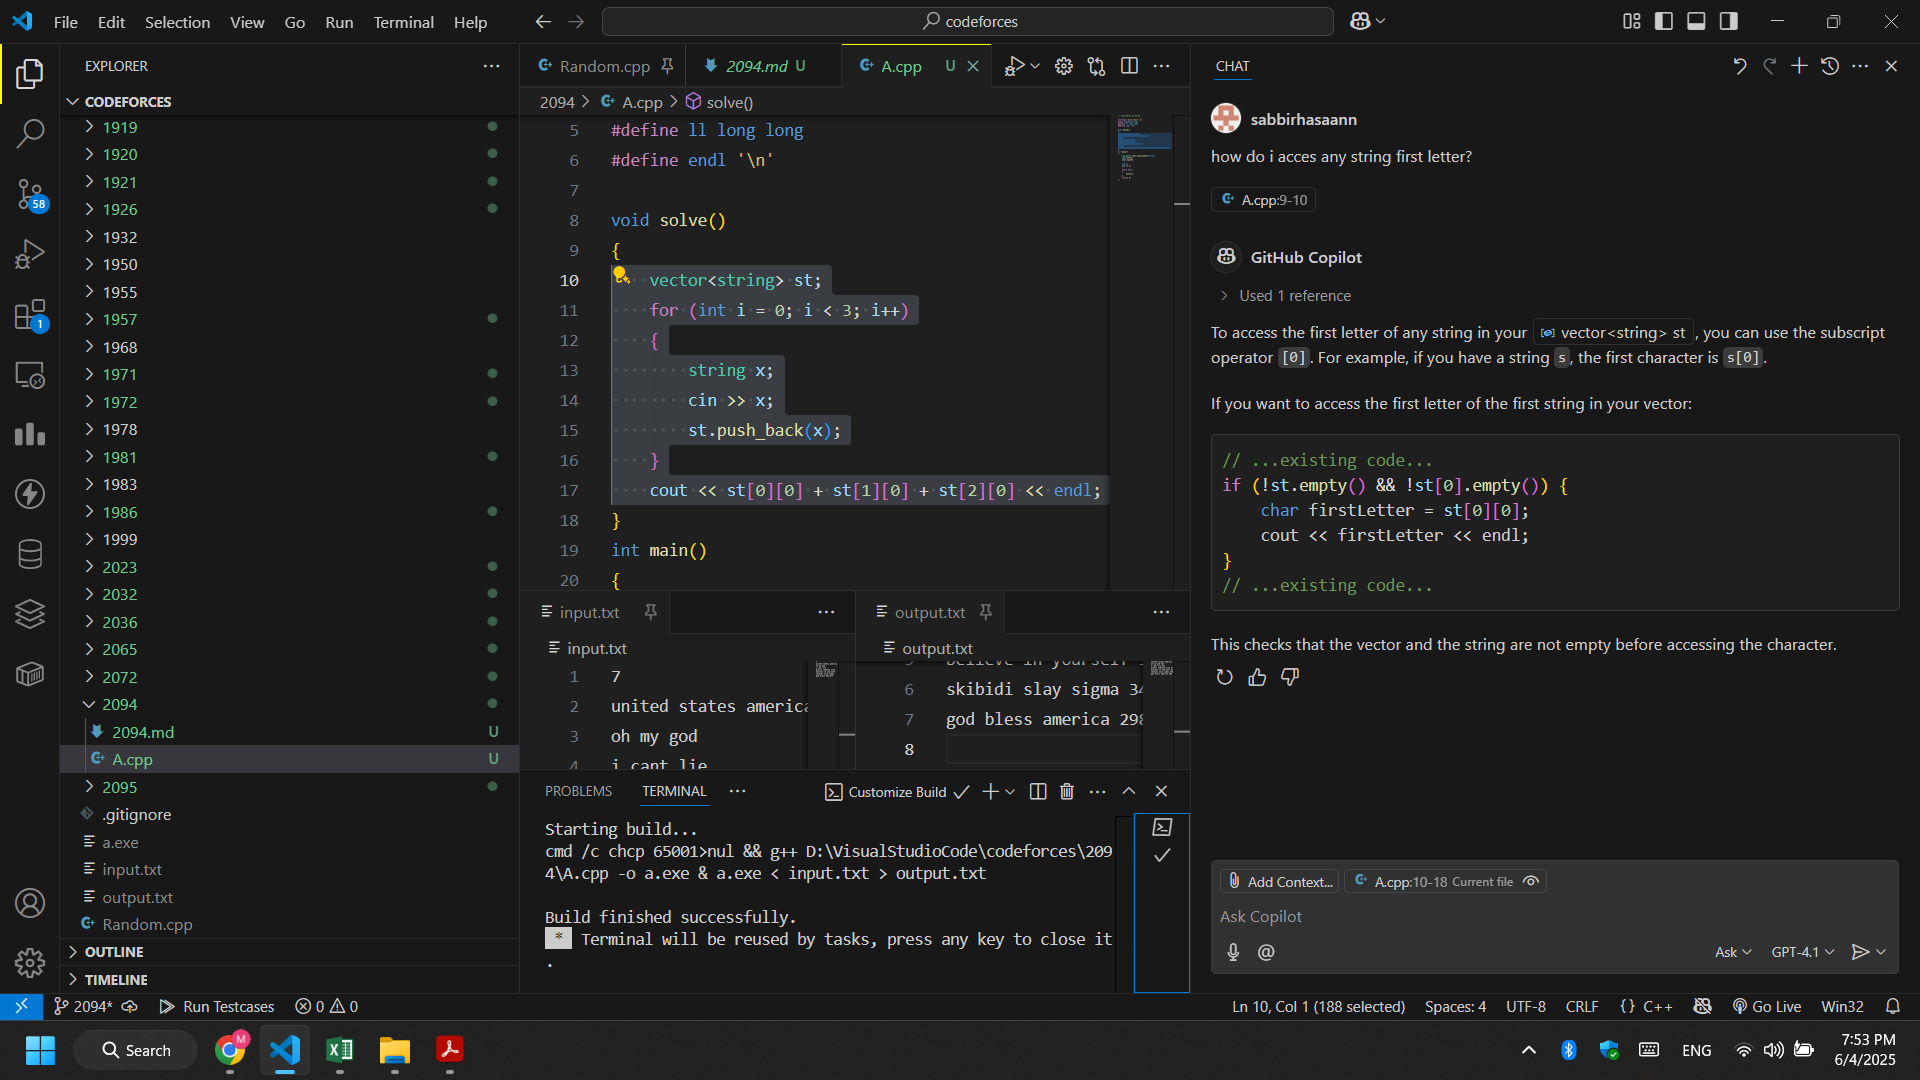 File Edit Selection View Go Run Terminal Help
codeforces
EXPLORER
CODEFORCES
1919
1920
1921
1926
1932
1950
1955
1957
1968
1971
1972
1978
1981
1983
1986
1999
2023
2032
2036
2065
2072
2094
2094.md U
A.cpp U
2095
.gitignore
a.exe
input.txt
output.txt
Random.cpp
OUTLINE
TIMELINE
58
1
Random.cpp
2094.md U
A.cpp U
2094 > A.cpp > solve()
5 #define ll long long
6 #define endl '\n'
7
8 void solve()
9 {
10 vector<string> st;
11 for (int i = 0; i < 3; i++)
12 {
13 string x;
14 cin >> x;
15 st.push_back(x);
16 }
17 cout << st[0][0] + st[1][0] + st[2][0] << endl;
18 }
19 int main()
20 {
input.txt
input.txt
1 7
2 united states america
3 oh my god
4 i cant lie
output.txt
output.txt
believe in yourself
6 skibidi slay sigma 34
7 god bless america 298
8
PROBLEMS TERMINAL
Customize Build
Starting build...
cmd /c chcp 65001>nul && g++ D:\VisualStudioCode\codeforces\209
4\A.cpp -o a.exe & a.exe < input.txt > output.txt
Build finished successfully.
* Terminal will be reused by tasks, press any key to close it
.
CHAT
sabbirhasaann
how do i acces any string first letter?
A.cpp:9-10
GitHub Copilot
> Used 1 reference
To access the first letter of any string in your vector<string> st , you can use the subscript
operator [0] . For example, if you have a string s , the first character is s[0] .
If you want to access the first letter of the first string in your vector:
// ...existing code...
if (!st.empty() && !st[0].empty()) {
char firstLetter = st[0][0];
cout << firstLetter << endl;
}
// ...existing code...
This checks that the vector and the string are not empty before accessing the character.
Add Context... A.cpp:10-18 Current file
Ask Copilot
@ Ask GPT-4.1
2094* Run Testcases 0 0
Ln 10, Col 1 (188 selected) Spaces: 4 UTF-8 CRLF {} C++ Go Live Win32
Search
M
ENG
7:53 PM
6/4/2025